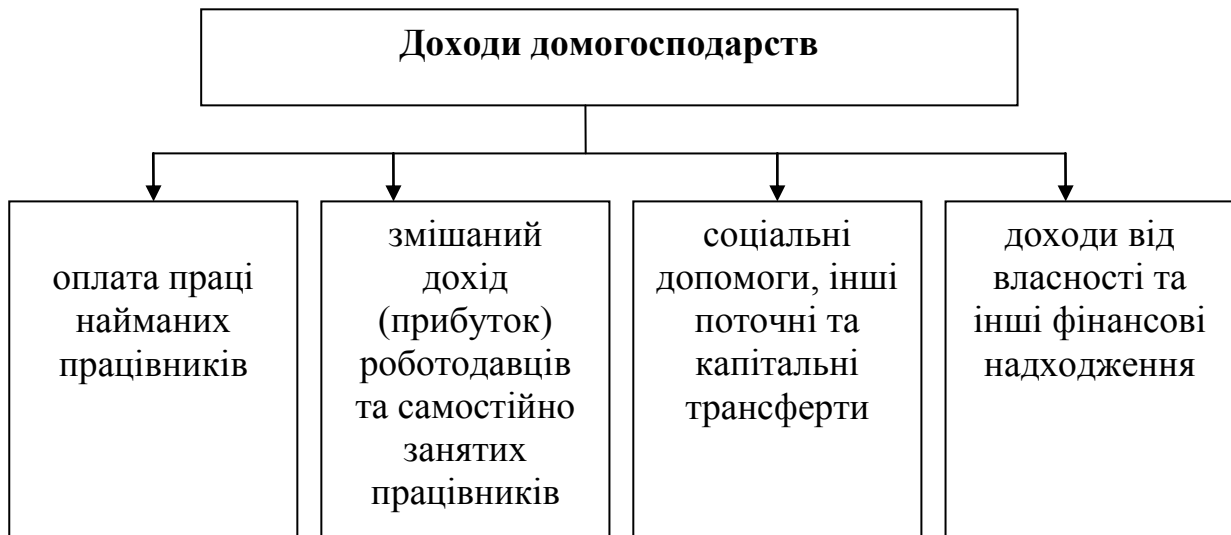 Доходи домогосподарств
оплата праці
найманих
працівників
змішаний
дохід
(прибуток)
роботодавців
та самостійно
занятих
працівників
соціальні
допомоги, інші
поточні та
капітальні
трансферти
доходи від
власності та
інші фінансові
надходження